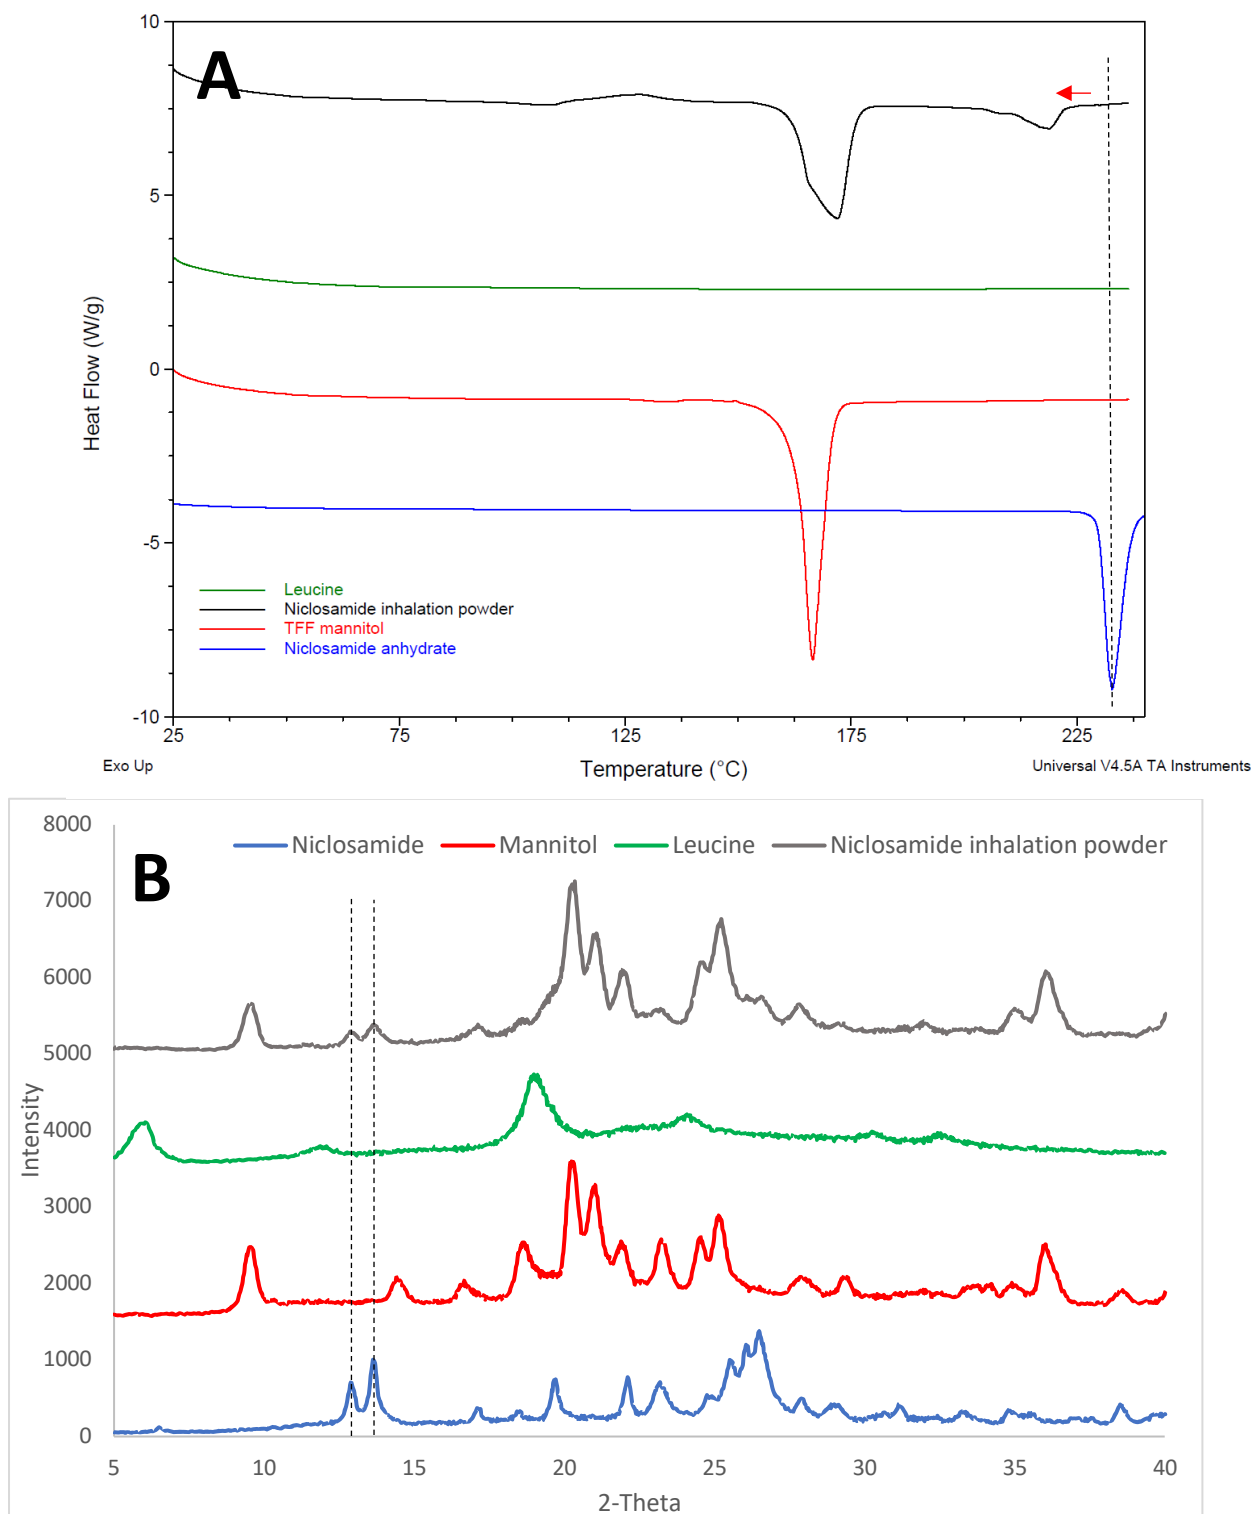 A
10
5
0
-5
-10
Heat Flow (W/g)
Leucine
Niclosamide inhalation powder
TFF mannitol
Niclosamide anhydrate
25 75 125 175 225
Exo Up
Temperature (°C)
Universal V4.5A TA Instruments
B
Niclosamide Mannitol Leucine Niclosamide inhalation powder
8000
7000
6000
5000
4000
3000
2000
1000
0
Intensity
5 10 15 20 25 30 35 40
2-Theta